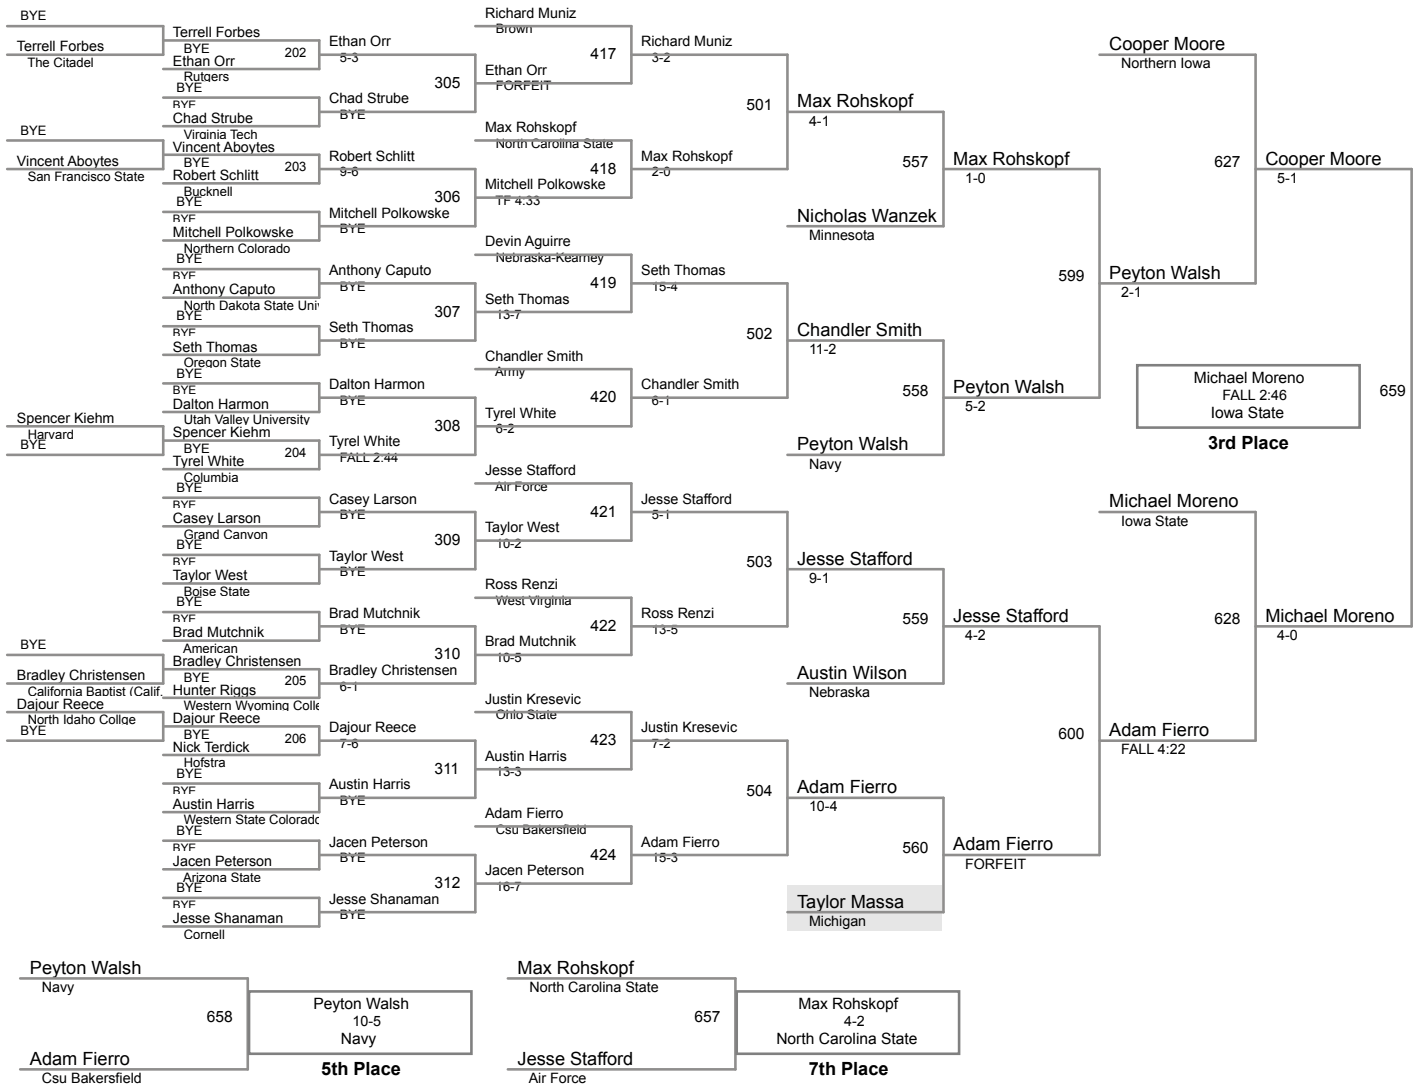 BYE
Terrell Forbes
The Citadel
BYE
Vincent Aboytes
San Francisco State
Spencer Kiehm
Harvard
BYE
BYE
Bradley Christensen
California Baptist (Calif.
Dajour Reece
North Idaho Collge
BYE
Terrell Forbes
BYE
202
Ethan Orr
Rutgers
BYE
BYE
Chad Strube
Virginia Tech
Vincent Aboytes
BYE
203
Robert Schlitt
Bucknell
BYE
BYE
Mitchell Polkowske
Northern Colorado
BYE
BYE
Anthony Caputo
North Dakota State Univ
BYE
BYE
Seth Thomas
Oregon State
BYE
BYE
Dalton Harmon
Utah Valley University
Spencer Kiehm
BYE
204
Tyrel White
Columbia
BYE
BYE
Casey Larson
Grand Canyon
BYE
BYE
Taylor West
Boise State
BYE
BYE
Brad Mutchnik
American
Bradley Christensen
BYE
205
Hunter Riggs
Western Wyoming Colle
Dajour Reece
BYE
206
Nick Terdick
Hofstra
BYE
BYE
Austin Harris
Western State Colorado
BYE
BYE
Jacen Peterson
Arizona State
BYE
BYE
Jesse Shanaman
Cornell
Ethan Orr
5-3
305
Chad Strube
BYE
Robert Schlitt
9-6
306
Mitchell Polkowske
BYE
Anthony Caputo
BYE
307
Seth Thomas
BYE
Dalton Harmon
BYE
308
Tyrel White
FALL 2:44
Casey Larson
BYE
309
Taylor West
BYE
Brad Mutchnik
BYE
310
Bradley Christensen
6-1
Dajour Reece
7-6
311
Austin Harris
BYE
Jacen Peterson
BYE
312
Jesse Shanaman
BYE
Richard Muniz
Brown
417
Ethan Orr
FORFEIT
Max Rohskopf
North Carolina State
418
Mitchell Polkowske
TF 4:33
Devin Aguirre
Nebraska-Kearney
419
Seth Thomas
13-7
Chandler Smith
Army
420
Tyrel White
6-2
Jesse Stafford
Air Force
421
Taylor West
10-2
Ross Renzi
West Virginia
422
Brad Mutchnik
10-5
Justin Kresevic
Ohio State
423
Austin Harris
13-3
Adam Fierro
Csu Bakersfield
424
Jacen Peterson
16-7
Richard Muniz
3-2
501
Max Rohskopf
2-0
Seth Thomas
15-4
502
Chandler Smith
6-1
Jesse Stafford
5-1
503
Ross Renzi
13-5
Justin Kresevic
7-2
504
Adam Fierro
15-3
Max Rohskopf
4-1
557
Nicholas Wanzek
Minnesota
Chandler Smith
11-2
558
Peyton Walsh
Navy
Jesse Stafford
9-1
559
Austin Wilson
Nebraska
Adam Fierro
10-4
560
Taylor Massa
Michigan
Max Rohskopf
1-0
599
Peyton Walsh
5-2
Jesse Stafford
4-2
600
Adam Fierro
FORFEIT
Cooper Moore
Northern Iowa
627
Peyton Walsh
2-1
Michael Moreno
Iowa State
628
Adam Fierro
FALL 4:22
Cooper Moore
5-1
659
Michael Moreno
4-0
Michael Moreno
FALL 2:46
Iowa State
3rd Place
Peyton Walsh
Navy
658
Adam Fierro
Csu Bakersfield
Peyton Walsh
10-5
Navy
5th Place
Max Rohskopf
North Carolina State
657
Jesse Stafford
Air Force
Max Rohskopf
4-2
North Carolina State
7th Place